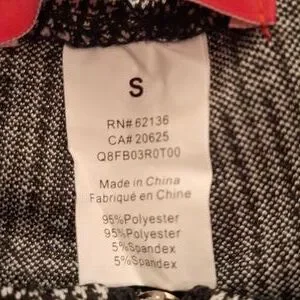 S
RN# 62136
CA# 20625
Q8FB03R0T00
Made in China
Fabriqué en Chine
95%Polyester
95%Polyester
5%Spandex
5%Spandex